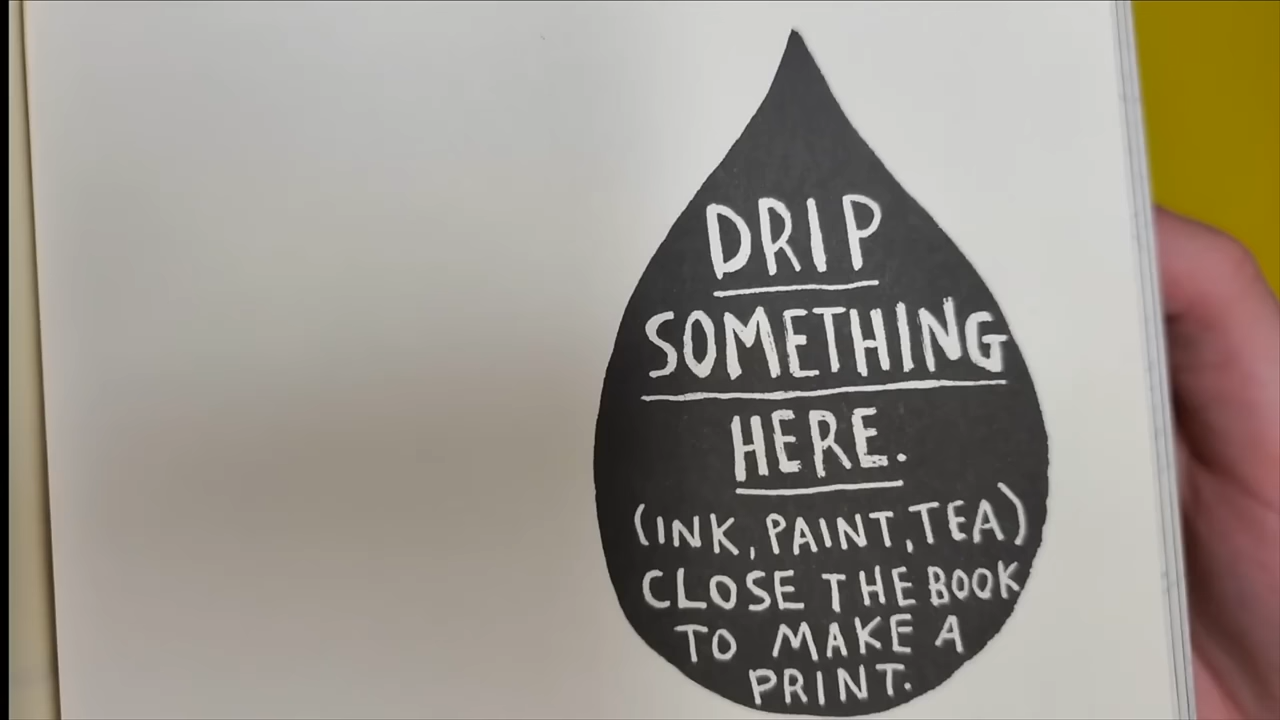 DRIP
SOMETHING
HERE.
(INK, PAINT, TEA)
CLOSE THE BOOK
TO MAKE A
PRINT.